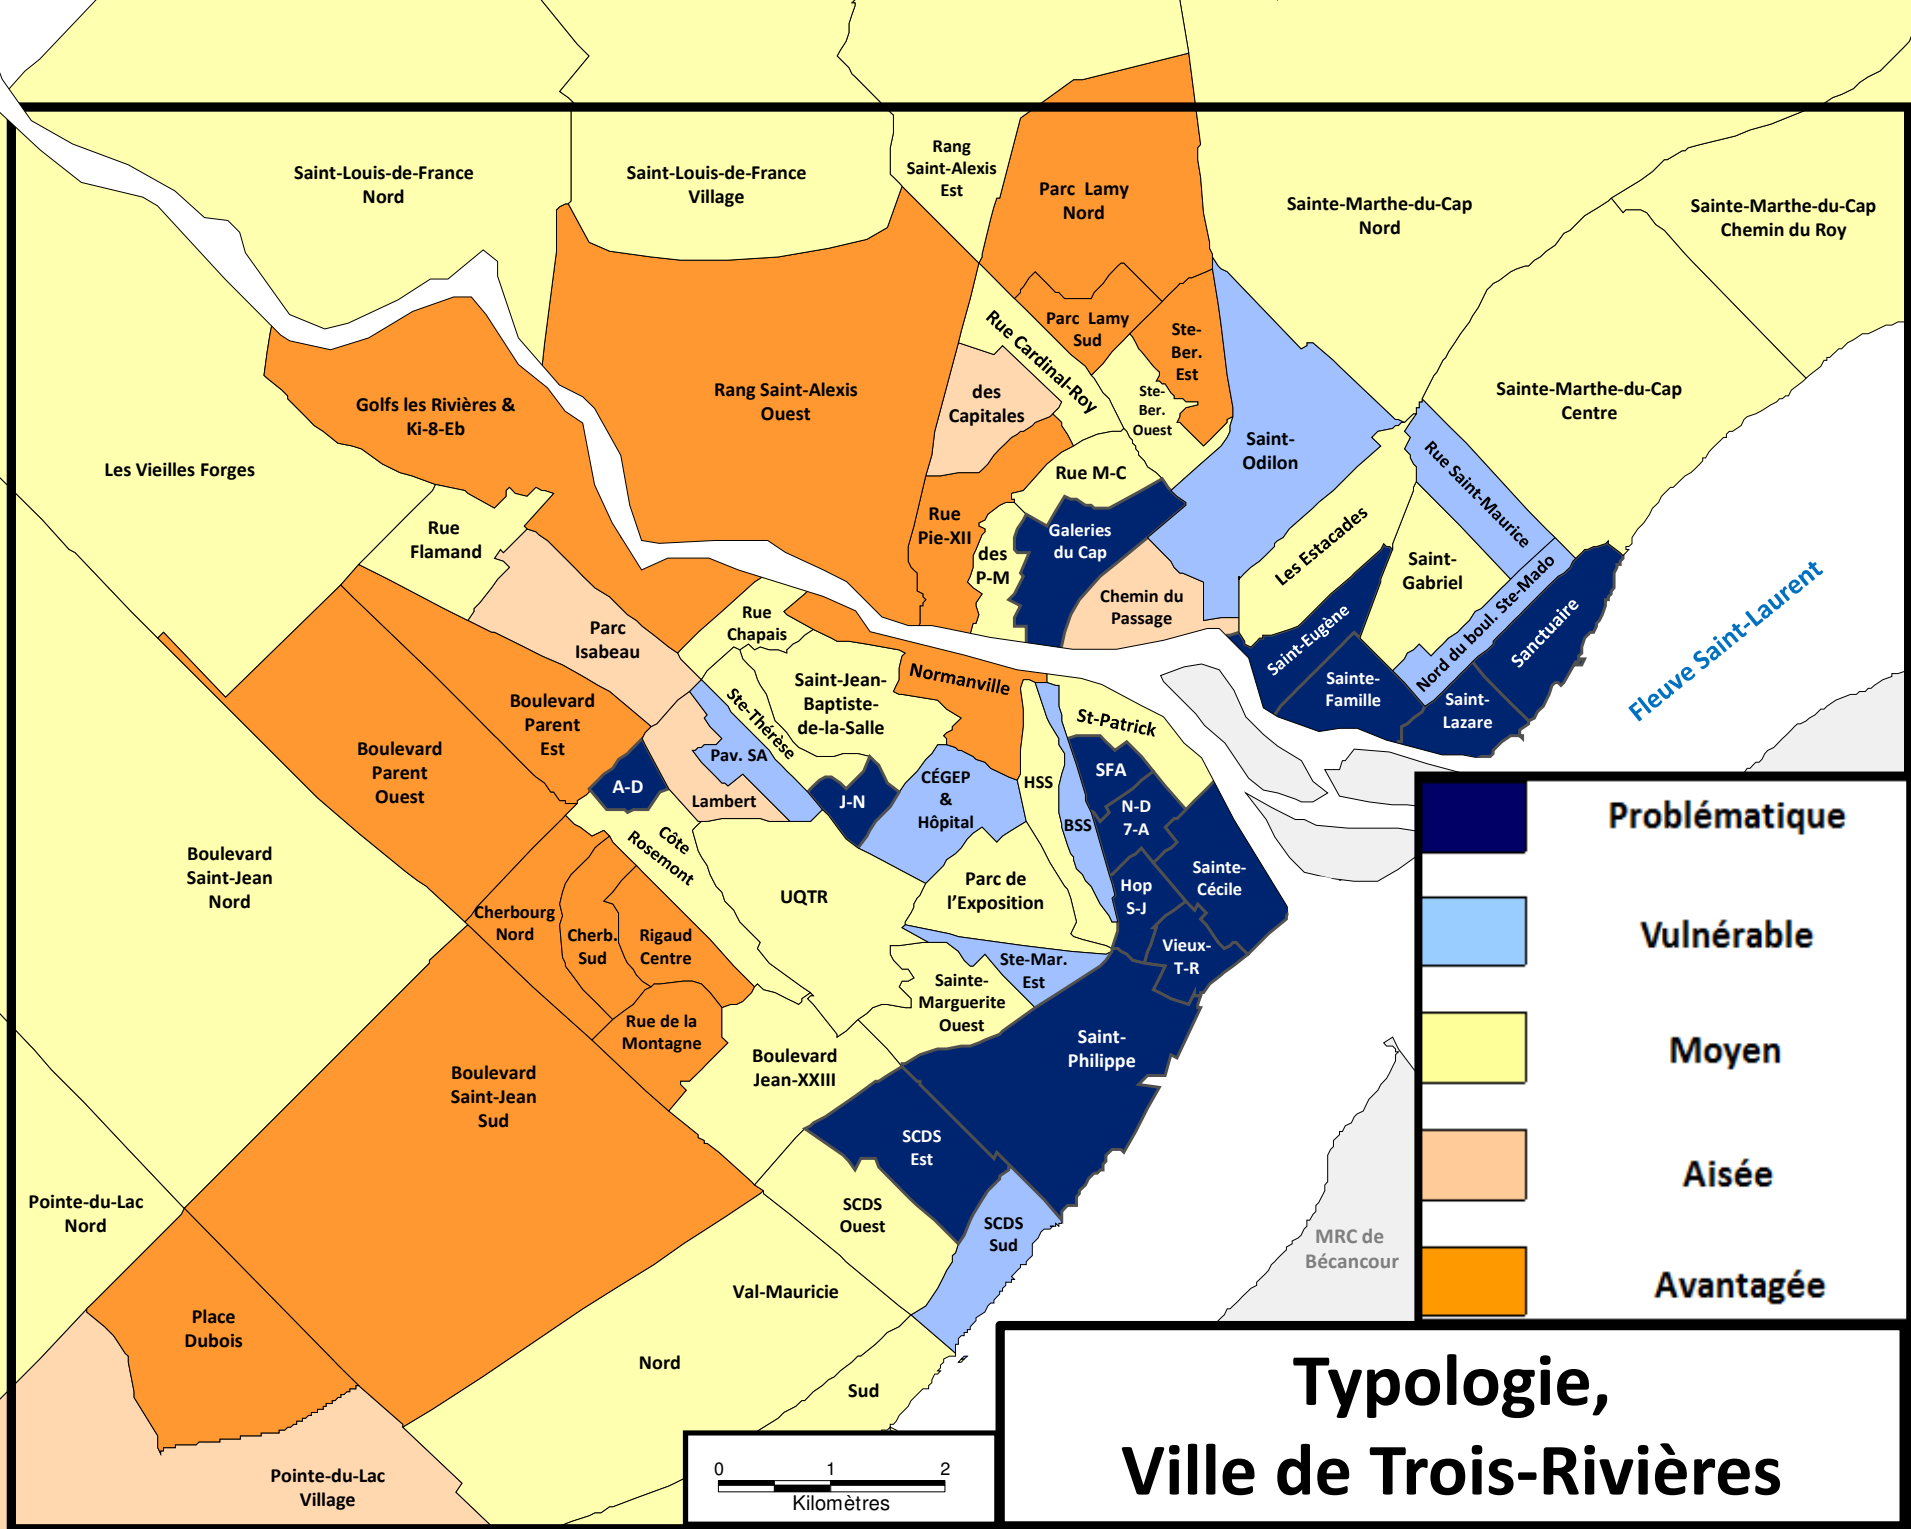 Saint-Louis-de-France
Nord
Saint-Louis-de-France
Village
Rang
Saint-Alexis
Est
Parc Lamy
Nord
Sainte-Marthe-du-Cap
Nord
Sainte-Marthe-du-Cap
Chemin du Roy
Rue Cardinal-Roy
Parc Lamy
Sud
Ste-
Ber.
Est
Golfs les Rivières &
Ki-8-Eb
Rang Saint-Alexis
Ouest
des
Capitales
Ste-
Ber.
Ouest
Sainte-Marthe-du-Cap
Centre
Les Vieilles Forges
Saint-
Odilon
Rue M-C
Rue Saint-Maurice
Rue
Flamand
Rue
Pie-XII
des
P-M
Galeries
du Cap
Les Estacades
Saint-
Gabriel
Chemin du
Passage
Nord du boul. Ste-Mado
Saint-Eugène
Sanctuaire
Fleuve Saint-Laurent
Rue
Chapais
Parc
Isabeau
Sainte-
Famille
Saint-
Lazare
Boulevard
Parent
Est
Ste-Thérèse
Saint-Jean-
Baptiste-
de-la-Salle
Normanville
St-Patrick
Boulevard
Parent
Ouest
A-D
Pav. SA
Lambert
J-N
CÉGEP
&
Hôpital
HSS
BSS
SFA
N-D
7-A
Boulevard
Saint-Jean
Nord
Côte
Rosemont
UQTR
Parc de
l'Exposition
Hop
S-J
Sainte-
Cécile
Cherbourg
Nord
Cherb.
Sud
Rigaud
Centre
Ste-Mar.
Est
Vieux-
T-R
Sainte-
Marguerite
Ouest
Rue de la
Montagne
Boulevard
Jean-XXIII
Saint-
Philippe
Boulevard
Saint-Jean
Sud
SCDS
Est
Pointe-du-Lac
Nord
SCDS
Ouest
SCDS
Sud
MRC de
Bécancour
Val-Mauricie
Place
Dubois
Nord
Sud
Pointe-du-Lac
Village
Problématique
Vulnérable
Moyen
Aisée
Avantagée
0 1 2
Kilomètres
Typologie,
Ville de Trois-Rivières